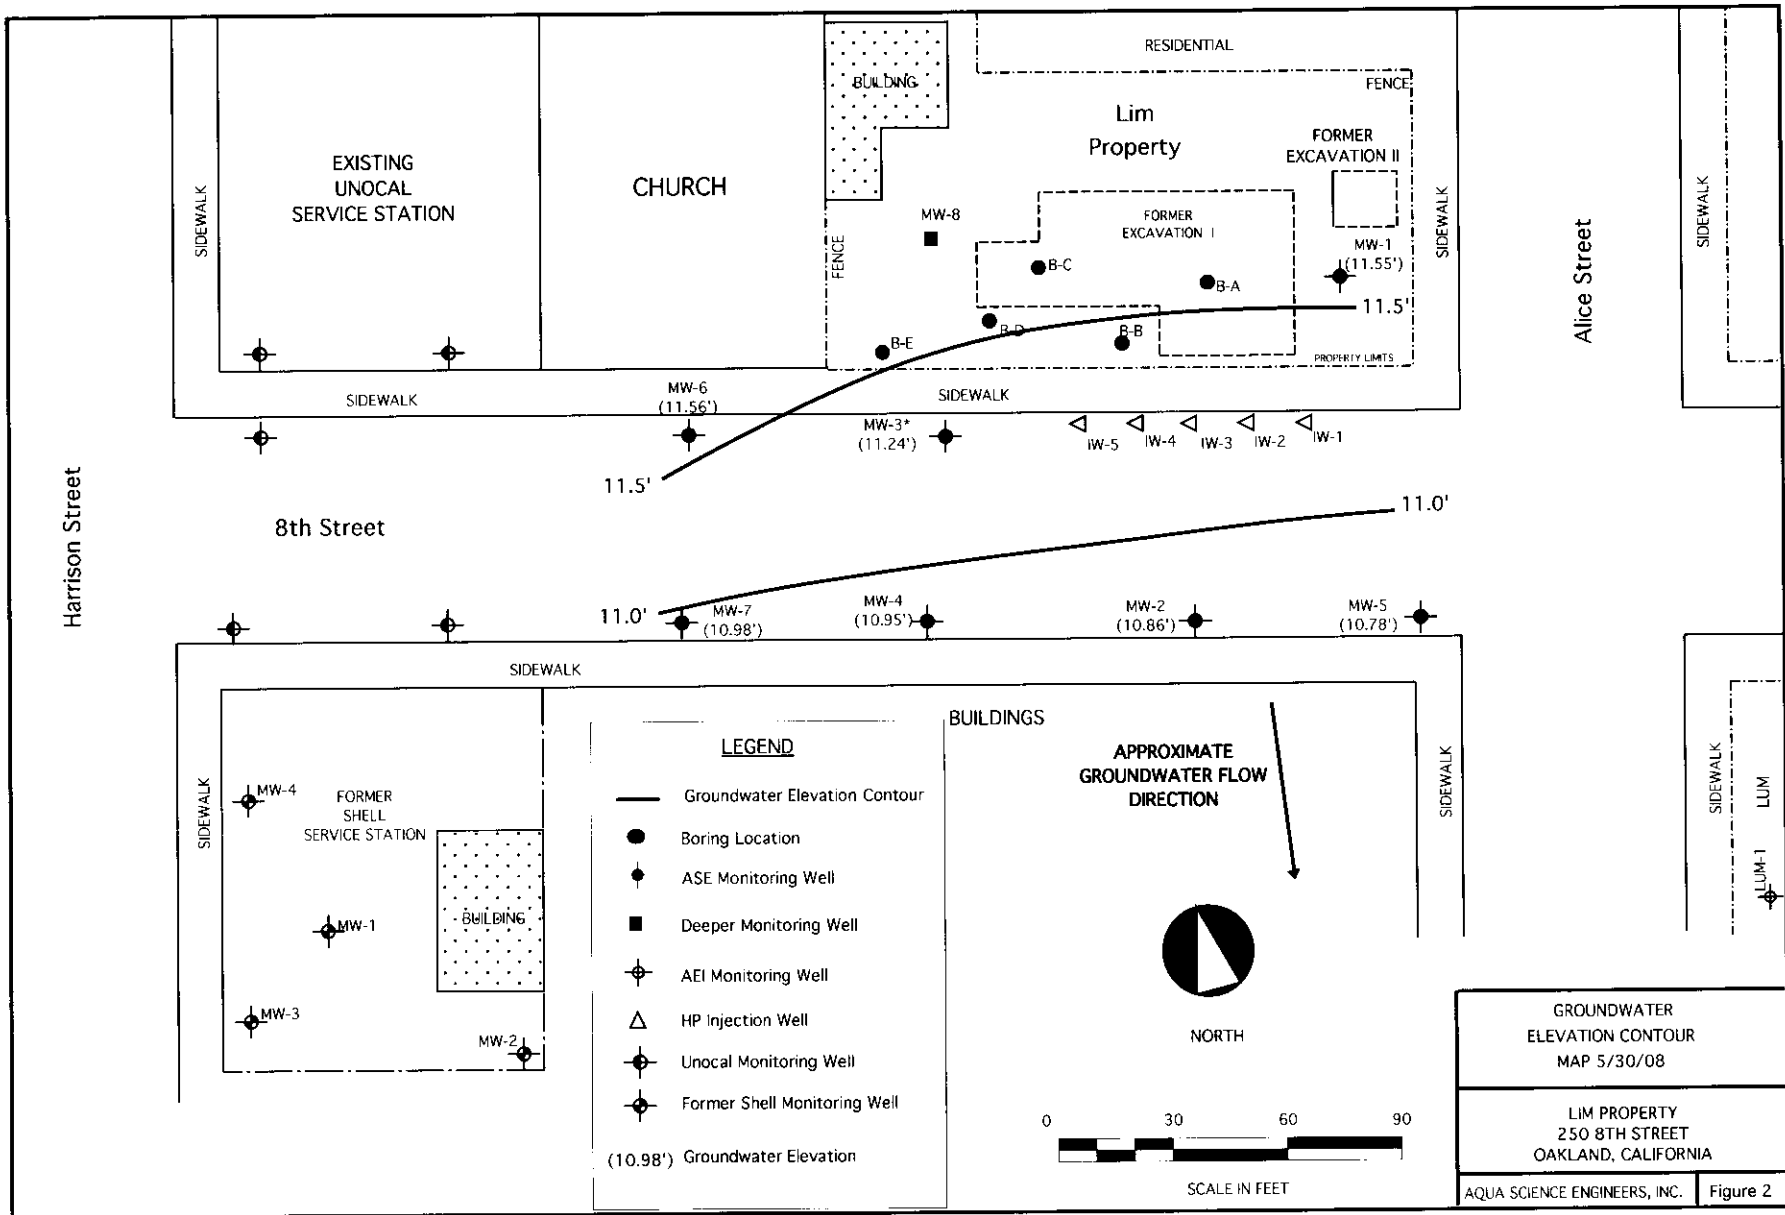 RESIDENTIAL
BUILDING
FENCE
Lim
Property
FORMER
EXCAVATION II
EXISTING
UNOCAL
SERVICE STATION
CHURCH
SIDEWALK
SIDEWALK
SIDEWALK
MW-8
FORMER
EXCAVATION I
FENCE
MW-1
(11.55')
B-C
B-A
Alice Street
11.5'
B-D
B-B
B-E
PROPERTY LIMITS
MW-6
(11.56')
SIDEWALK
SIDEWALK
MW-3*
(11.24')
IW-5
IW-4
IW-3
IW-2
IW-1
11.5'
11.0'
Harrison Street
8th Street
11.0'
MW-7
(10.98')
MW-4
(10.95')
MW-2
(10.86')
MW-5
(10.78')
SIDEWALK
BUILDINGS
LEGEND
Groundwater Elevation Contour
Boring Location
ASE Monitoring Well
Deeper Monitoring Well
AEI Monitoring Well
HP Injection Well
Unocal Monitoring Well
Former Shell Monitoring Well
(10.98') Groundwater Elevation
APPROXIMATE
GROUNDWATER FLOW
DIRECTION
SIDEWALK
SIDEWALK
SIDEWALK
LUM
LUM-1
MW-4
FORMER
SHELL
SERVICE STATION
BUILDING
MW-1
MW-3
MW-2
NORTH
0 30 60 90
SCALE IN FEET
GROUNDWATER
ELEVATION CONTOUR
MAP 5/30/08
LIM PROPERTY
250 8TH STREET
OAKLAND, CALIFORNIA
AQUA SCIENCE ENGINEERS, INC.
Figure 2